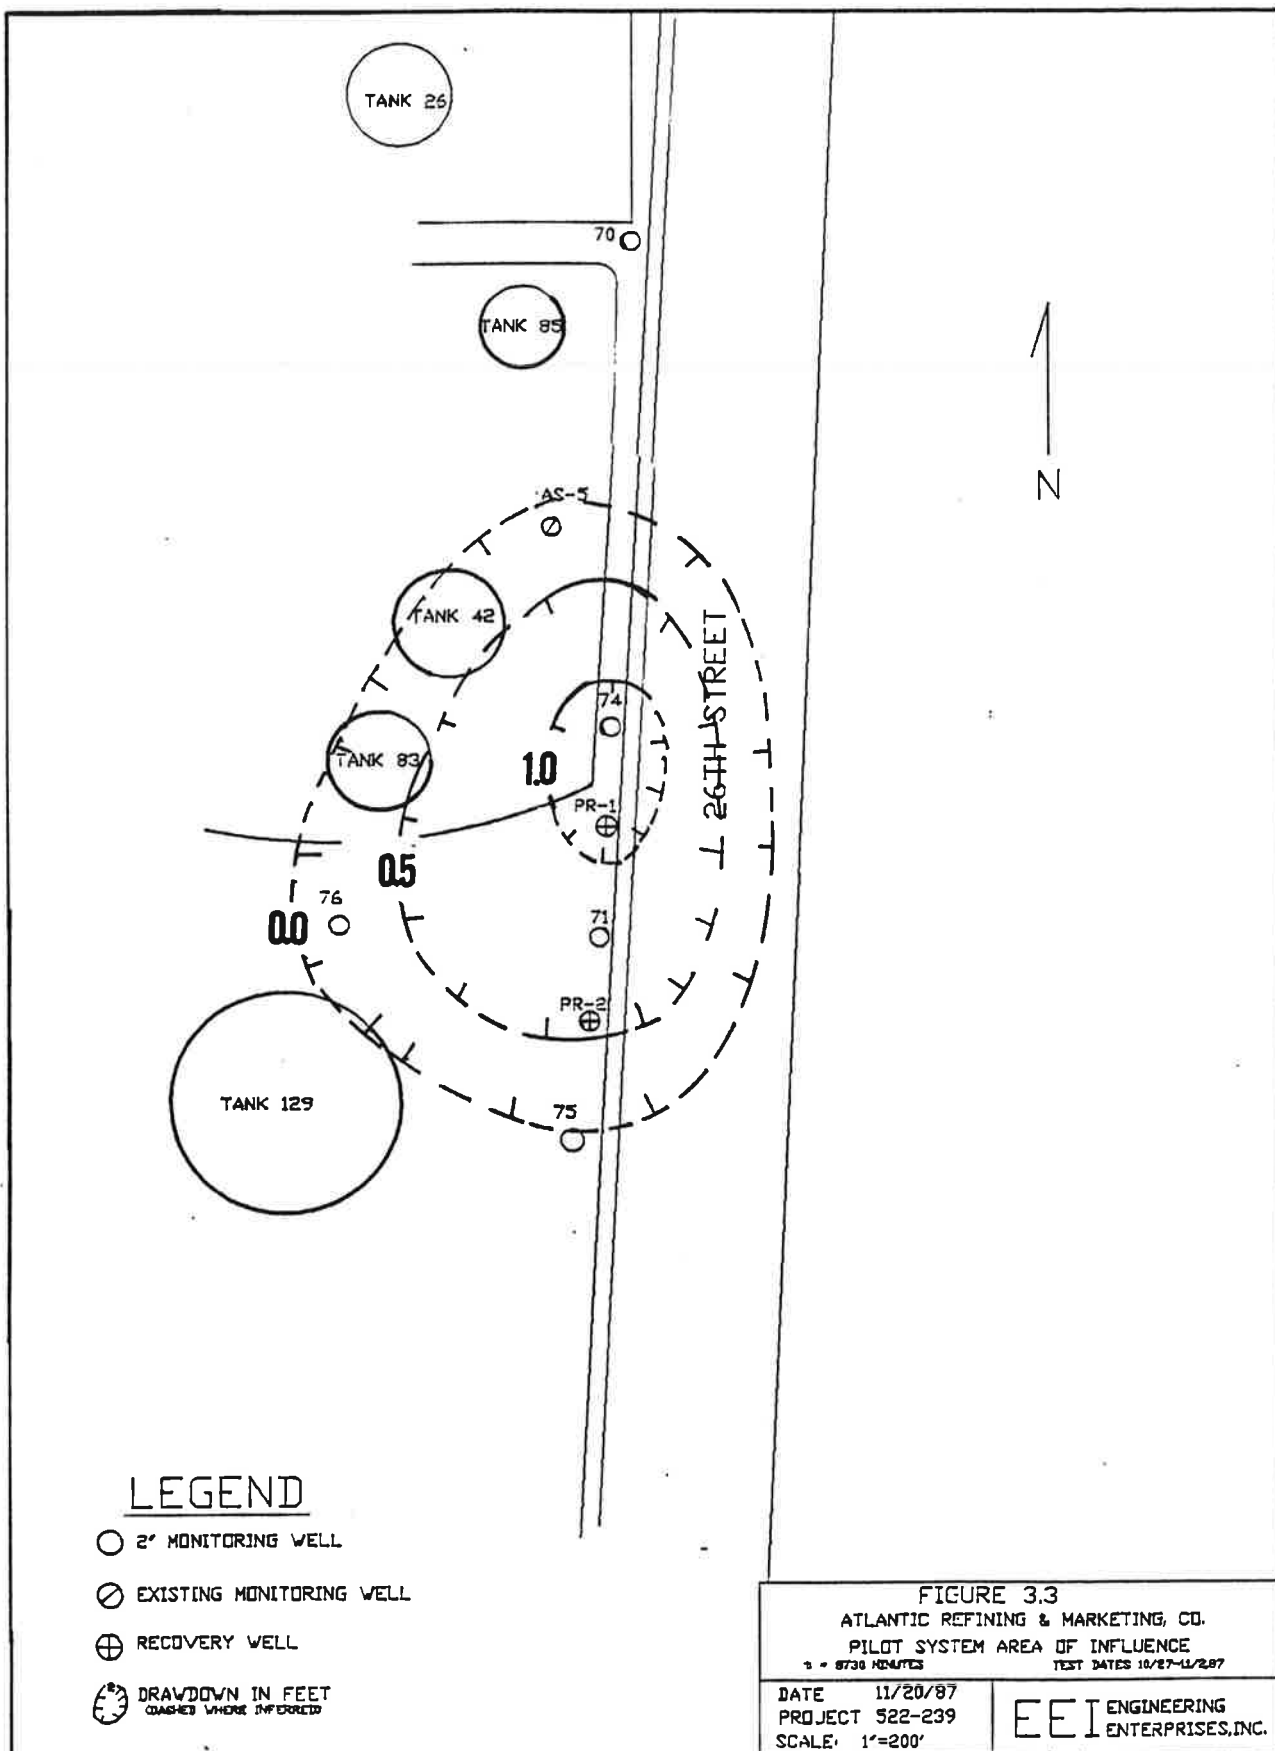 TANK 26
70
TANK 85
N
AS-5
TANK 42
26TH STREET
74
TANK 83
1.0
PR-1
0.5
76
0.0
71
PR-2
TANK 129
75
LEGEND
2" MONITORING WELL
EXISTING MONITORING WELL
RECOVERY WELL
DRAWDOWN IN FEET
DASHED WHERE INFERRED
FIGURE 3.3
ATLANTIC REFINING & MARKETING, CO.
PILOT SYSTEM AREA OF INFLUENCE
= 8730 MINUTES TEST DATES 10/27-11/2/87
DATE 11/20/87
PROJECT 522-239
SCALE: 1"=200'
EEI ENGINEERING
ENTERPRISES,INC.